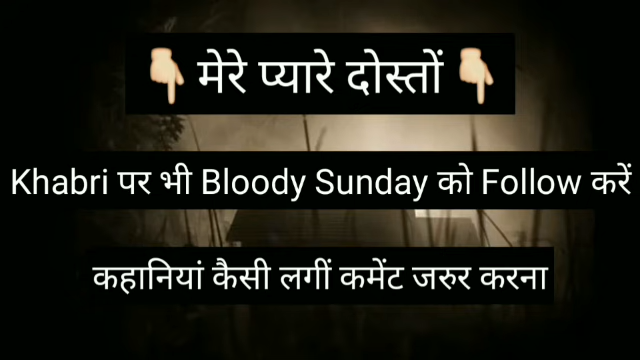 👇🏻 मेरे प्यारे दोस्तों 👇🏻
Khabri पर भी Bloody Sunday को Follow करें
कहानियां कैसी लगीं कमेंट जरुर करना